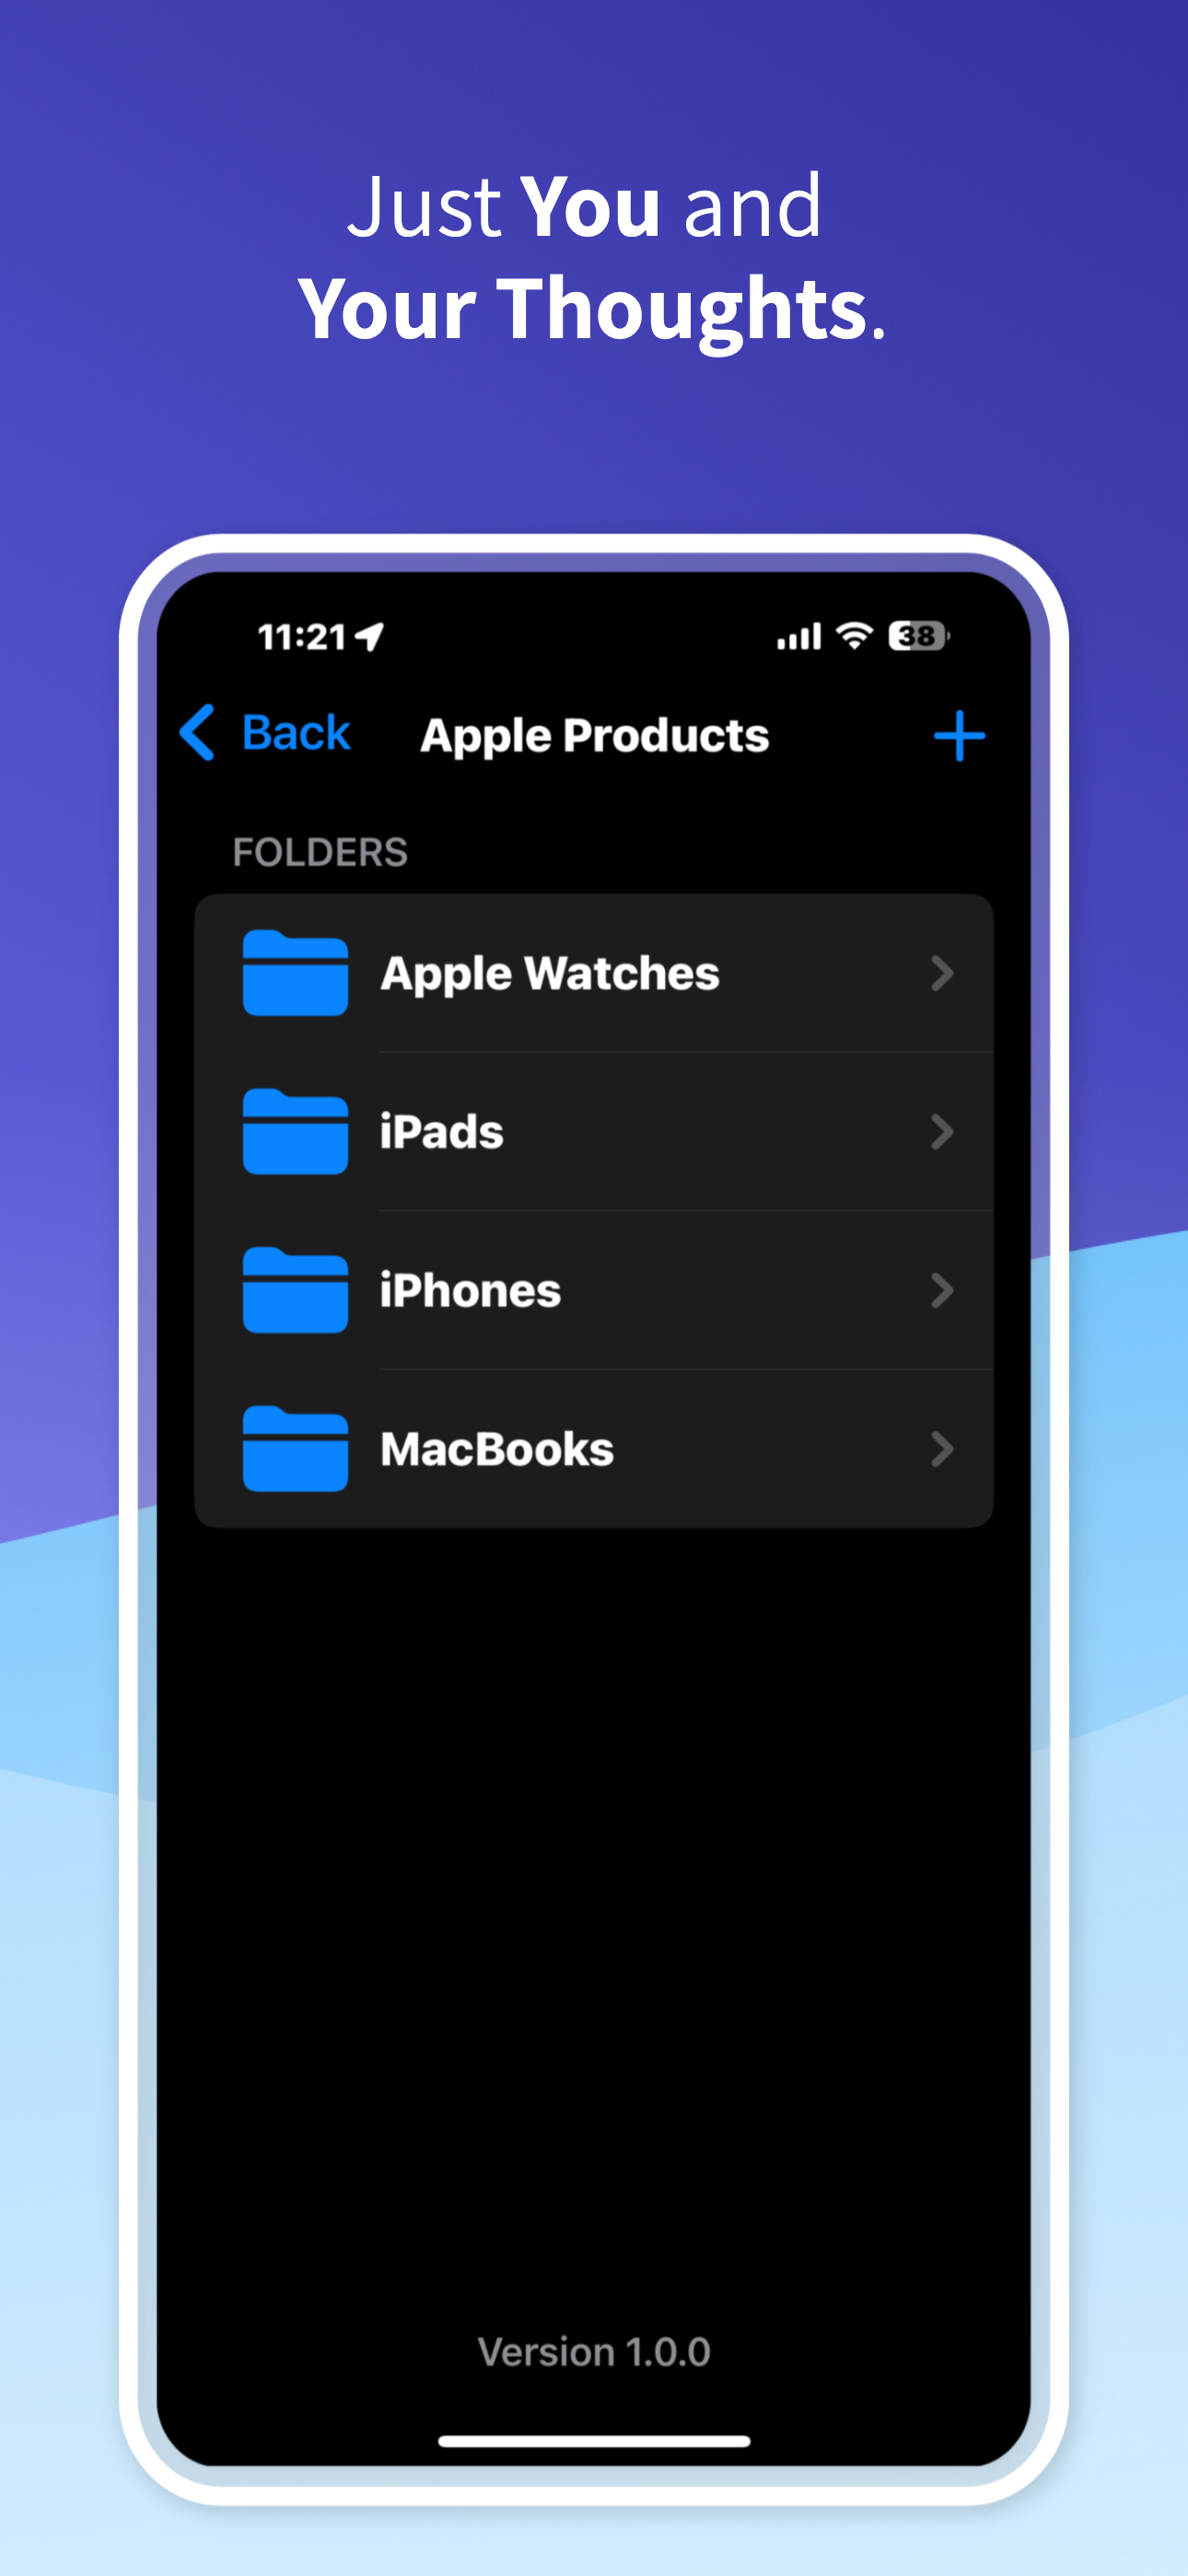 Just You and
Your Thoughts.
11:21
38
Back
Apple Products
FOLDERS
Apple Watches
iPads
iPhones
MacBooks
Version 1.0.0